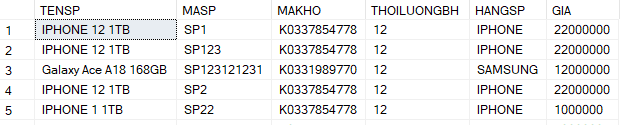 TENSP MASP MAKHO THOILUONGBH HANGSP GIA
1 IPHONE 12 1TB SP1 K0337854778 12 IPHONE 22000000
2 IPHONE 12 1TB SP123 K0337854778 12 IPHONE 22000000
3 Galaxy Ace A18 168GB SP123121231 K0331989770 12 SAMSUNG 12000000
4 IPHONE 12 1TB SP2 K0337854778 12 IPHONE 22000000
5 IPHONE 1 1TB SP22 K0337854778 12 IPHONE 1000000